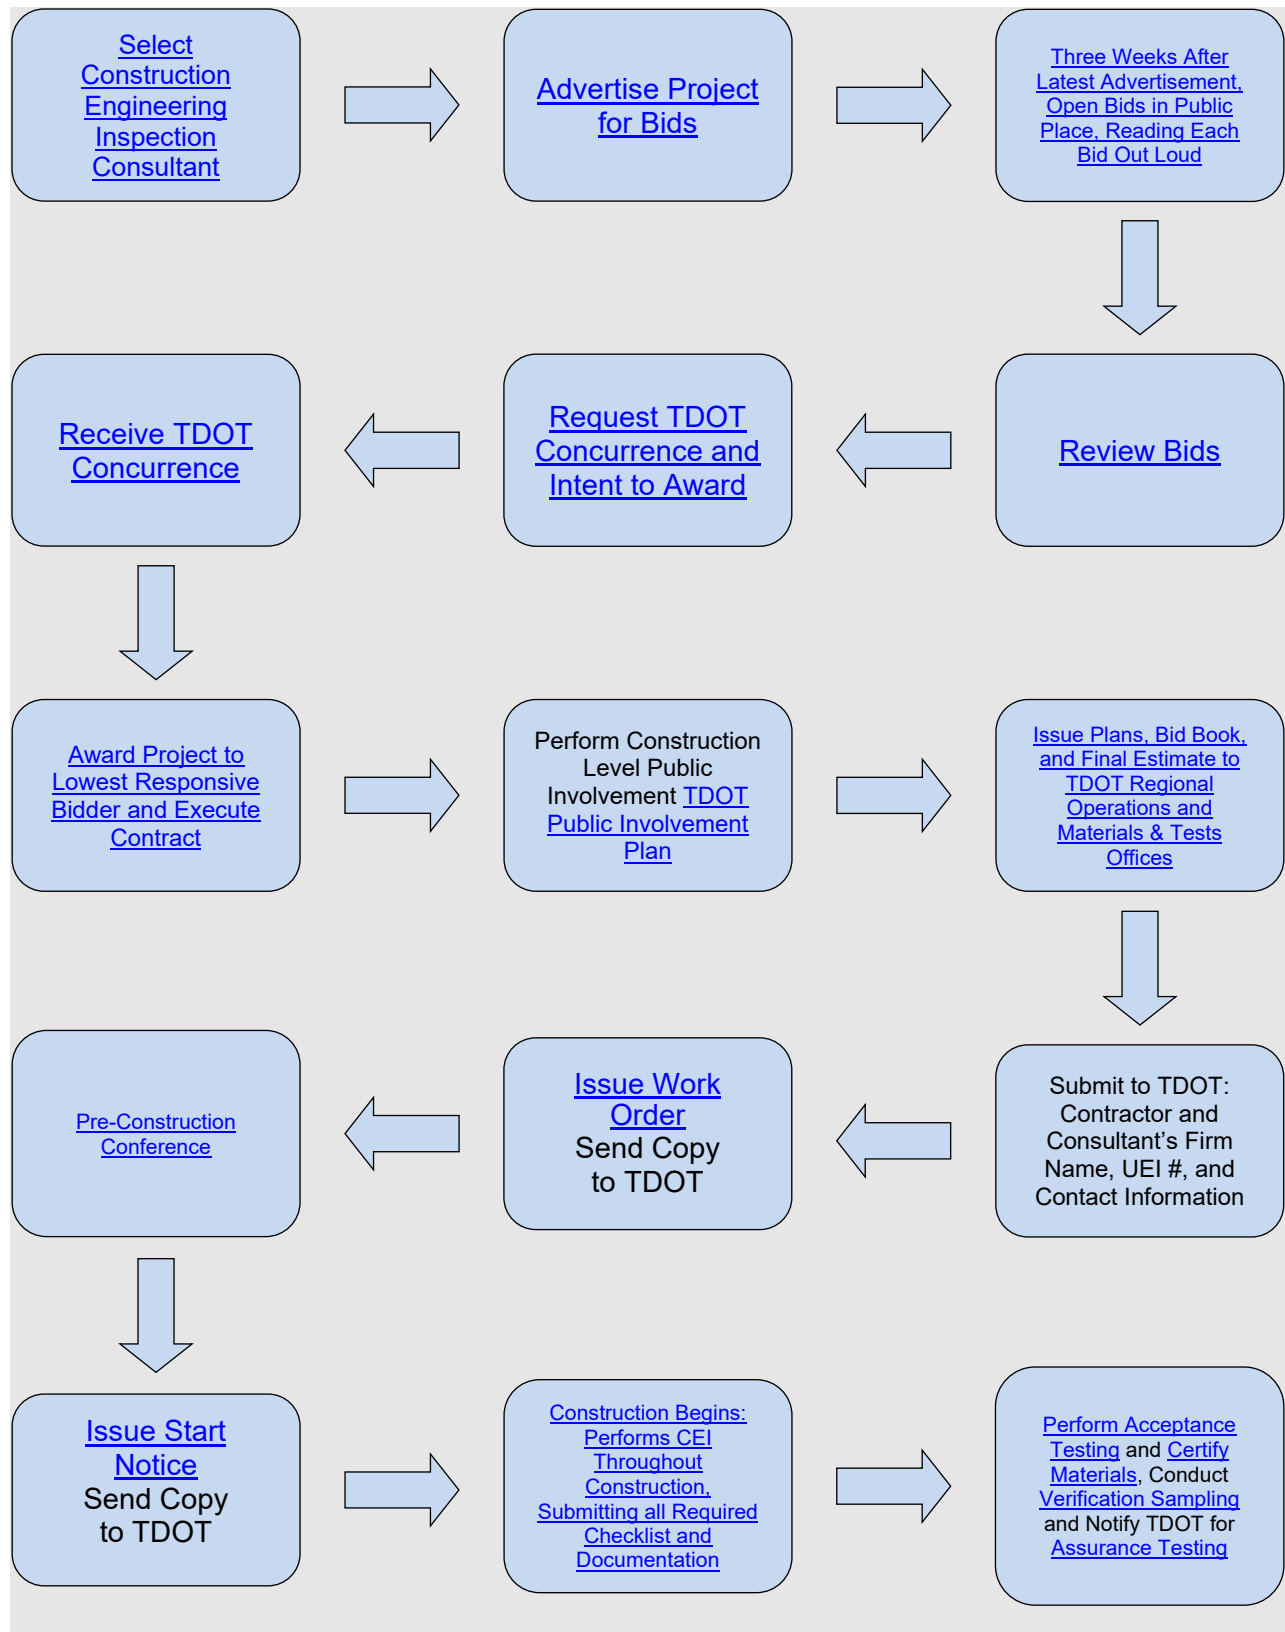 Select
Construction
Engineering
Inspection
Consultant
Advertise Project
for Bids
Three Weeks After
Latest Advertisement,
Open Bids in Public
Place, Reading Each
Bid Out Loud
Review Bids
Request TDOT
Concurrence and
Intent to Award
Receive TDOT
Concurrence
Award Project to
Lowest Responsive
Bidder and Execute
Contract
Perform Construction
Level Public
Involvement TDOT
Public Involvement
Plan
Issue Plans, Bid Book,
and Final Estimate to
TDOT Regional
Operations and
Materials & Tests
Offices
Submit to TDOT:
Contractor and
Consultant’s Firm
Name, UEI #, and
Contact Information
Issue Work
Order
Send Copy
to TDOT
Pre-Construction
Conference
Issue Start
Notice
Send Copy
to TDOT
Construction Begins:
Performs CEI
Throughout
Construction,
Submitting all Required
Checklist and
Documentation
Perform Acceptance
Testing and Certify
Materials, Conduct
Verification Sampling
and Notify TDOT for
Assurance Testing